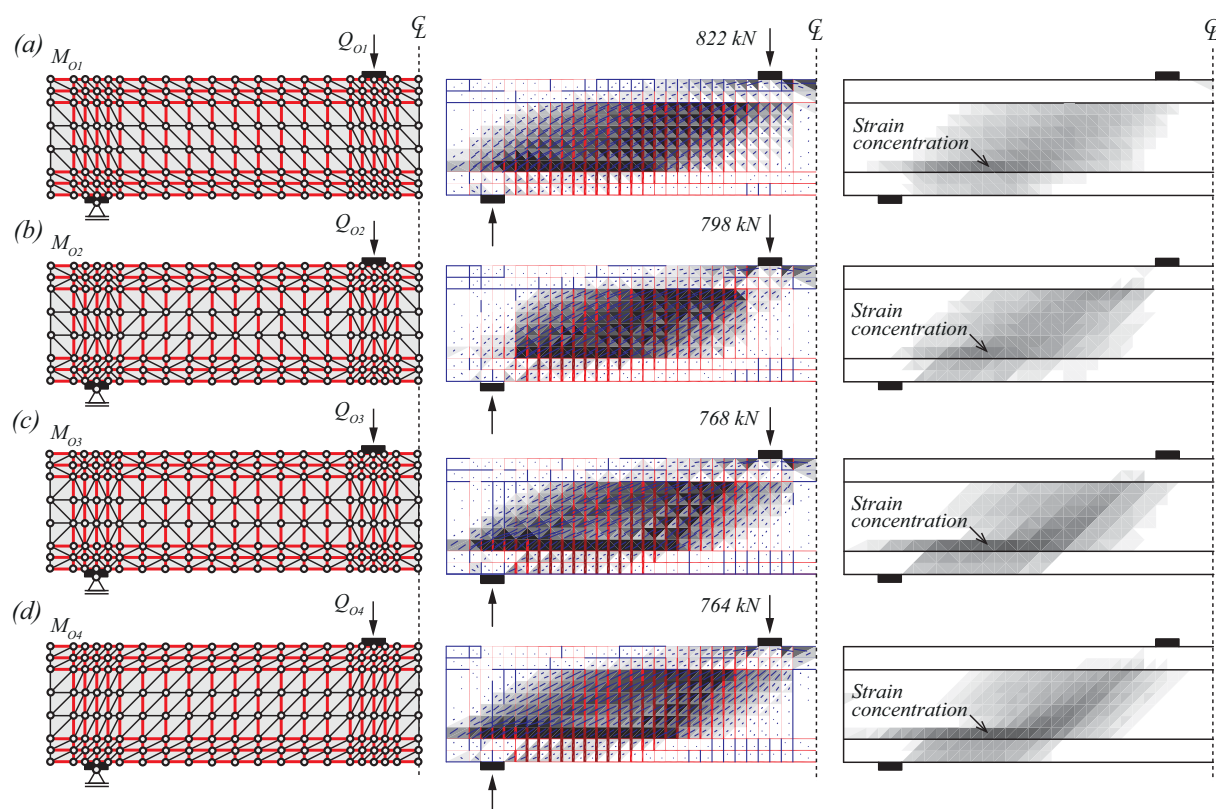 (a)
M_{O1}
Q_{O1}
℄
822 kN
℄
℄
Strain
concentration
(b)
M_{O2}
Q_{O2}
798 kN
Strain
concentration
(c)
M_{O3}
Q_{O3}
768 kN
Strain
concentration
(d)
M_{O4}
Q_{O4}
764 kN
Strain
concentration